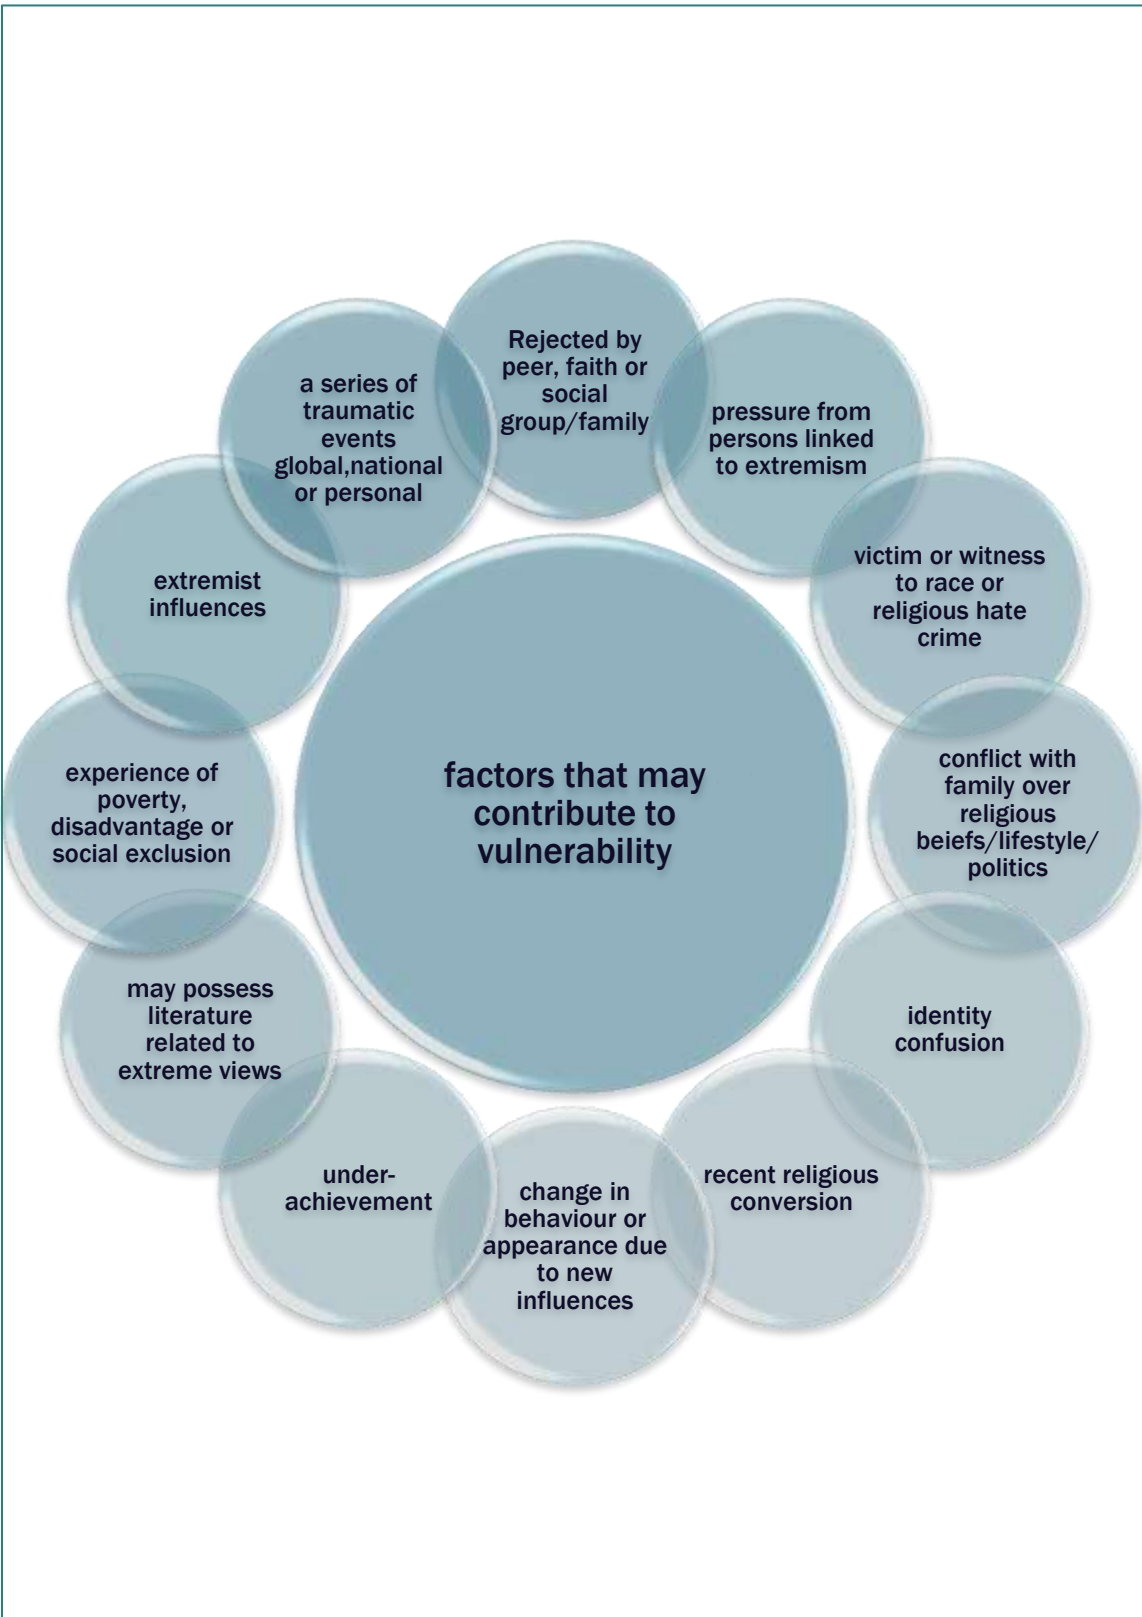 Rejected by
peer, faith or
social
group/family
pressure from
persons linked
to extremism
victim or witness
to race or
religious hate
crime
conflict with
family over
religious
beiefs/lifestyle/
politics
identity
confusion
recent religious
conversion
change in
behaviour or
appearance due
to new
influences
under-
achievement
may possess
literature
related to
extreme views
experience of
poverty,
disadvantage or
social exclusion
extremist
influences
a series of
traumatic
events
global,national
or personal
factors that may
contribute to
vulnerability